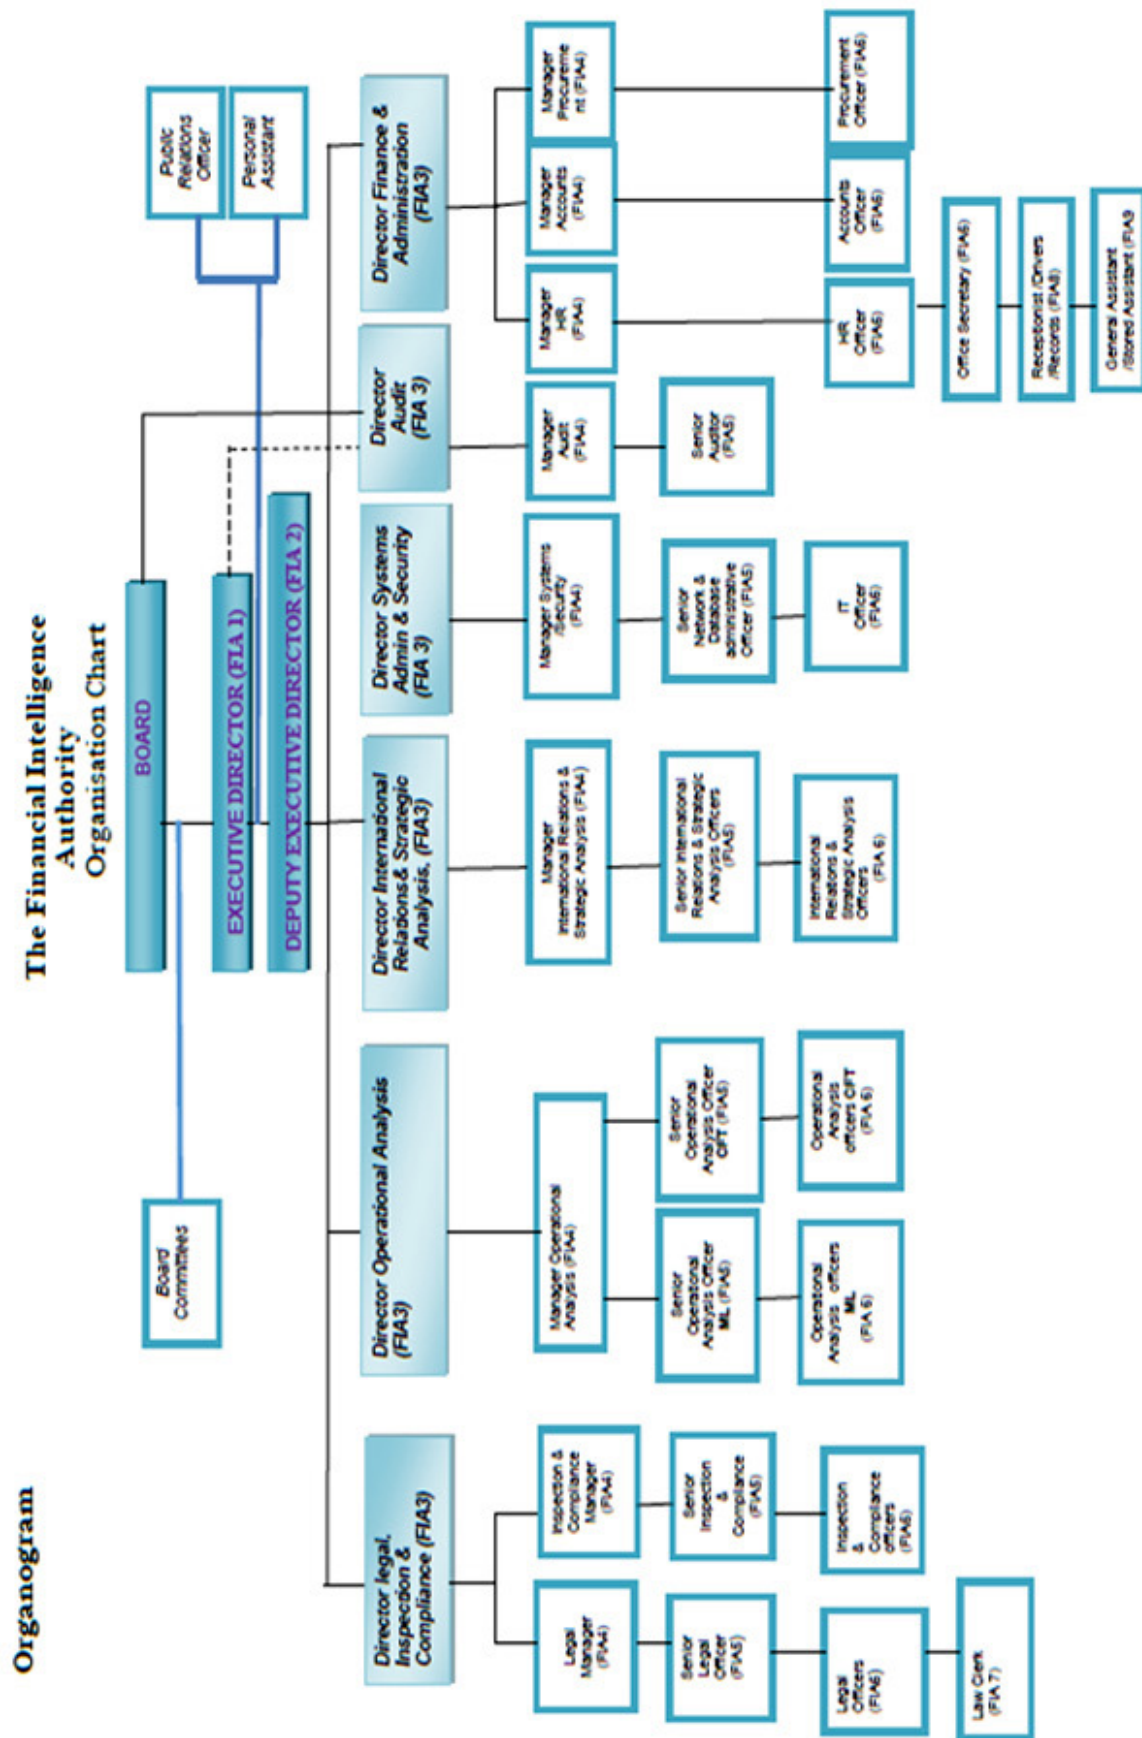 Organogram
The Financial Intelligence
Authority
Organisation Chart
BOARD
Board
Committees
EXECUTIVE DIRECTOR (FIA 1)
DEPUTY EXECUTIVE DIRECTOR (FIA 2)
Public
Relations
Officer
Personal
Assistant
Director legal,
Inspection &
Compliance (FIA3)
Director Operational Analysis
(FIA3)
Director International
Relations& Strategic
Analysis, (FIA3)
Director Systems
Admin & Security
(FIA 3)
Director
Audit
(FIA 3)
Director Finance &
Administration
(FIA3)
Legal
Manager
(FIA4)
Inspection &
Compliance
Manager
(FIA4)
Manager Operational
Analysis (FIA4)
Manager
International Relations &
Strategic Analysis (FIA4)
Manager Systems
/Security
(FIA4)
Manager
Audit
(FIA4)
Manager
HR
(FIA4)
Manager
Accounts
(FIA4)
Manager
Procureme
nt (FIA4)
Senior
Legal
Officer
(FIA5)
Senior
Inspection
&
Compliance
(FIA5)
Senior
Operational
Analysis Officer
ML (FIA5)
Senior
Operational
Analysis Officer
OFT (FIA5)
Senior International
Relations & Strategic
Analysis Officers
(FIA5)
Senior
Network &
Database
administrative
Officer (FIA5)
Senior
Auditor
(FIA5)
Legal
Officers
(FIA6)
Inspection
&
Compliance
officers
(FIA6)
Operational
Analysis officers
ML
(FIA 6)
Operational
Analysis
officers OFT
(FIA 6)
International
Relations &
Strategic Analysis
Officers
(FIA 6)
IT
Officer
(FIA6)
HR
Officer
(FIA6)
Accounts
Officer
(FIA6)
Procurement
Officer (FIA6)
Law Clerk
(FIA 7)
Office Secretary (FIA6)
Receptionist /Drivers
/Records (FIA8)
General Assistant
/Stored Assistant (FIA9